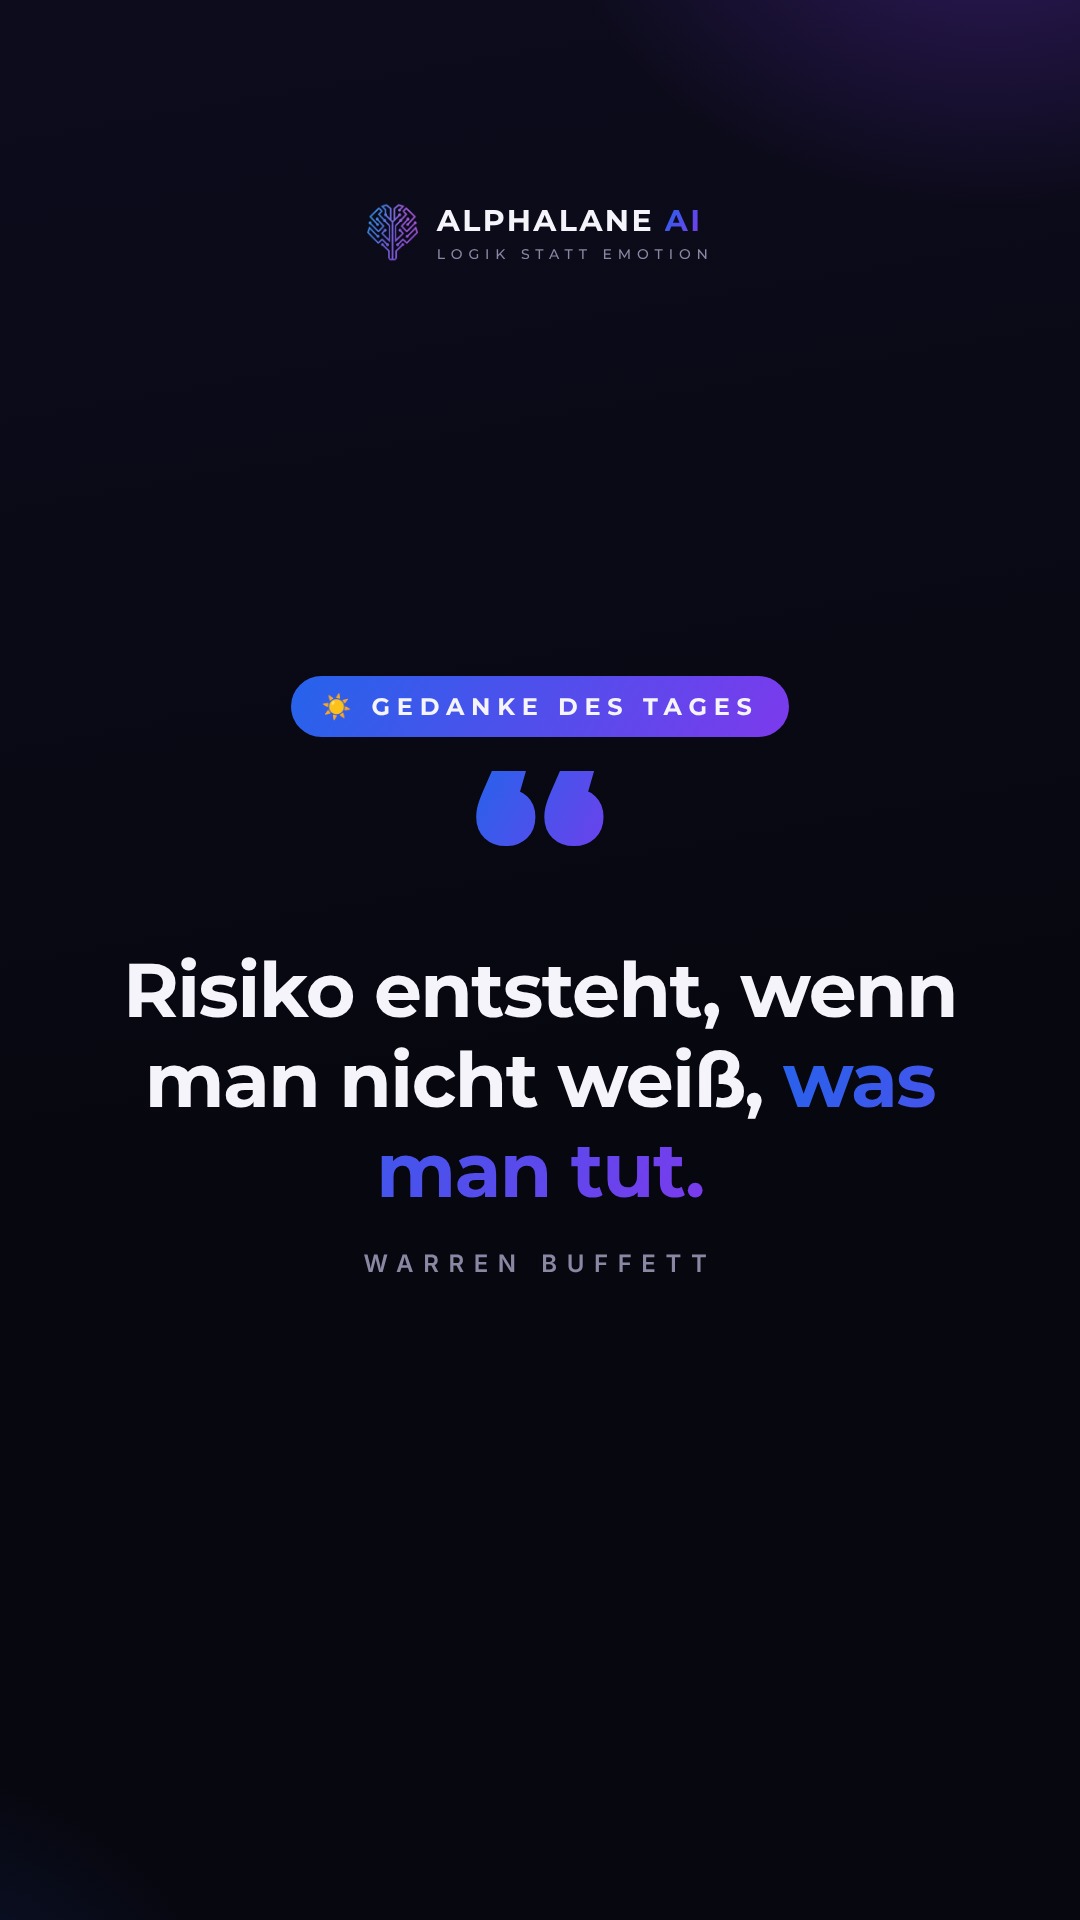 ALPHALANE AI
LOGIK STATT EMOTION
☀️ GEDANKE DES TAGES
“
Risiko entsteht, wenn
man nicht weiß, was
man tut.
WARREN BUFFETT